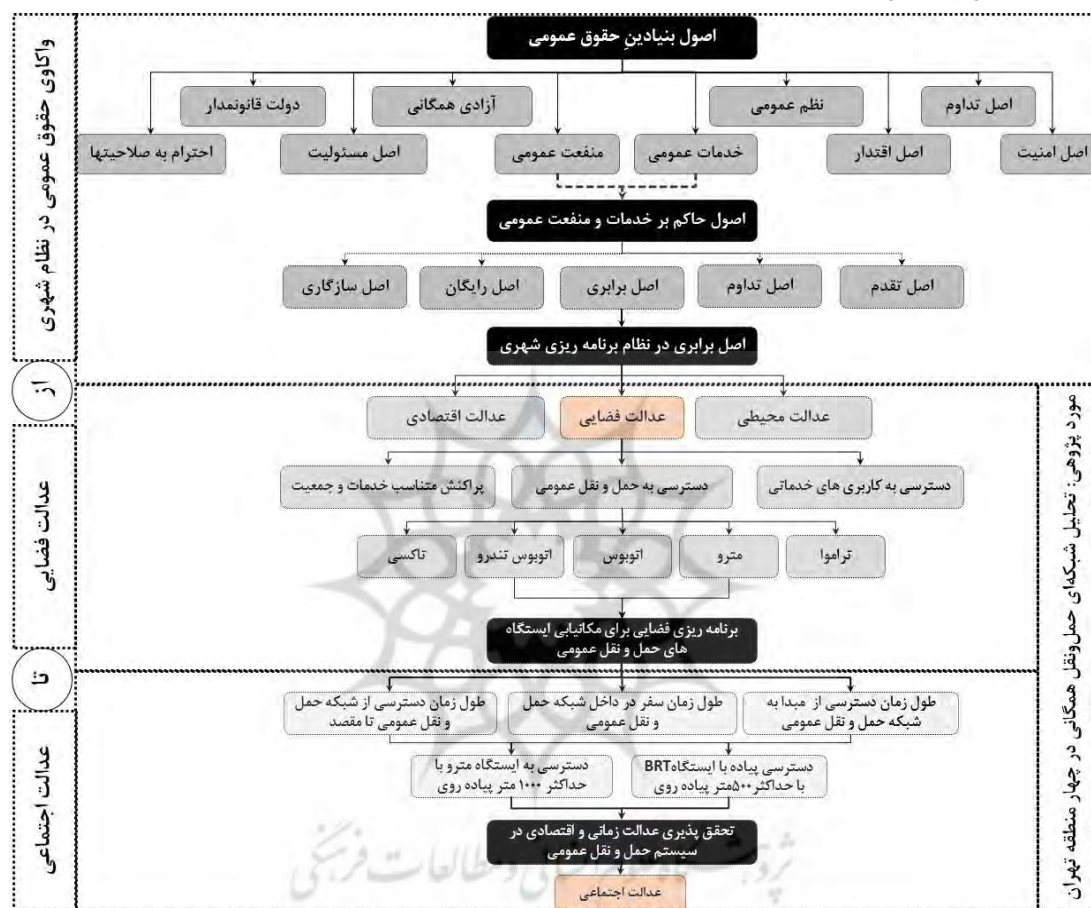 اصول بنیادینِ حقوق عمومی
اصل تداوم
نظم عمومی
آزادی همگانی
دولت قانونمدار
اصل امنیت
اصل اقتدار
خدمات عمومی
منفعت عمومی
اصل مسئولیت
احترام به صلاحیتها
اصول حاکم بر خدمات و منفعت عمومی
اصل تقدم
اصل تداوم
اصل برابری
اصل رایگان
اصل سازگاری
اصل برابری در نظام برنامه ریزی شهری
عدالت محیطی
عدالت فضایی
عدالت اقتصادی
دسترسی به کاربری های خدماتی
دسترسی به حمل و نقل عمومی
پراکنش متناسب خدمات و جمعیت
تراموا
مترو
اتوبوس
اتوبوس تندرو
تاکسی
برنامه ریزی فضایی برای مکانیابی ایستگاه
های حمل و نقل عمومی
طول زمان دسترسی از مبدا به
شبکه حمل و نقل عمومی
طول زمان سفر در داخل شبکه حمل
و نقل عمومی
طول زمان دسترسی از شبکه حمل
و نقل عمومی تا مقصد
دسترسی پیاده با ایستگاه BRT
با حداکثر ۵۰۰متر پیاده روی
دسترسی به ایستگاه مترو با
حداکثر ۱۰۰۰ متر پیاده روی
تحقق پذیری عدالت زمانی و اقتصادی در
سیستم حمل و نقل عمومی
عدالت اجتماعی
واکاوی حقوق عمومی در نظام شهری
از
عدالت فضایی
تا
عدالت اجتماعی
مورد پژوهی: تحلیل شبکه‌ای حمل‌ونقل همگانی در چهار منطقه تهران